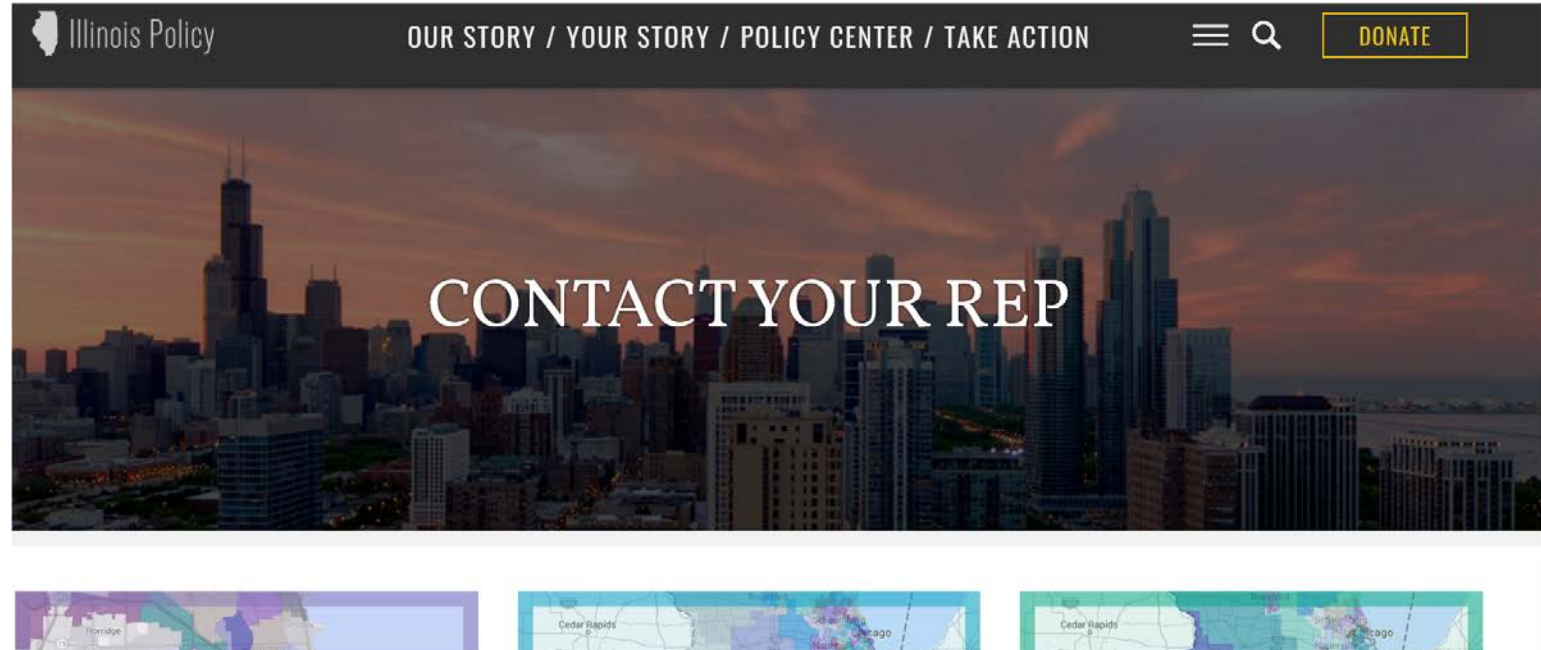 Illinois Policy
OUR STORY / YOUR STORY / POLICY CENTER / TAKE ACTION
DONATE
CONTACT YOUR REP
Norridge
Cedar Rapids
Chicago
Cedar Rapids
Chicago